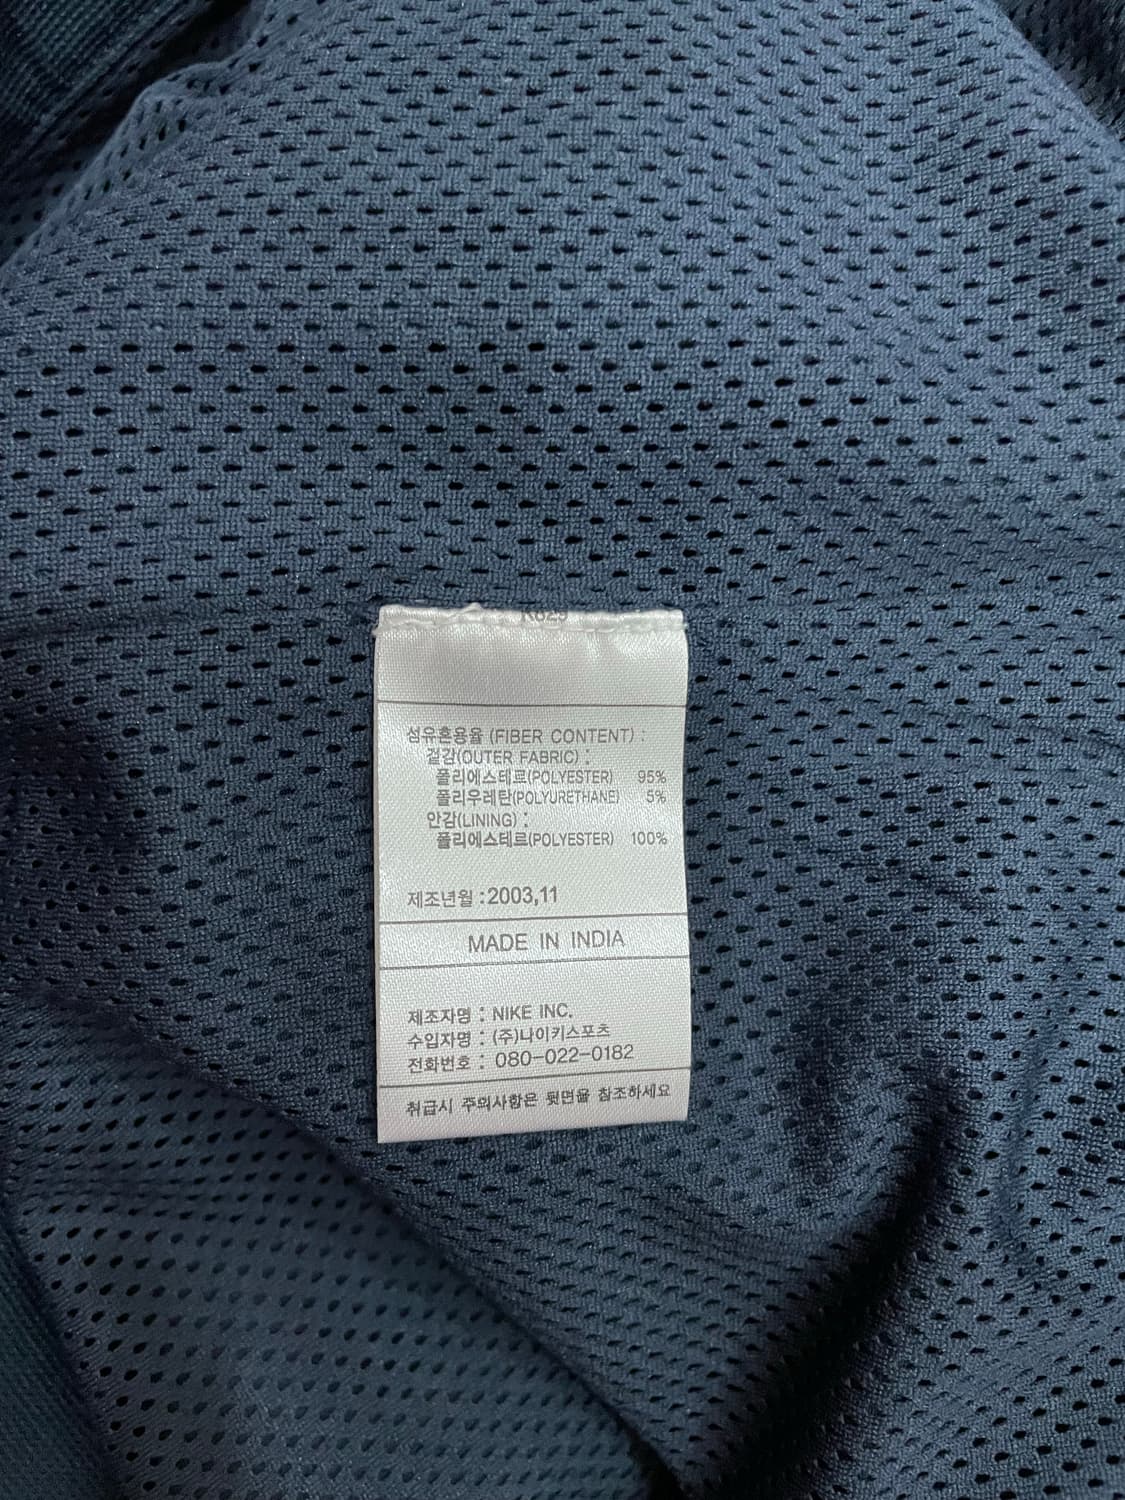 섬유혼용율 (FIBER CONTENT) :
겉감(OUTER FABRIC) :
폴리에스테르(POLYESTER) 95%
폴리우레탄(POLYURETHANE) 5%
안감(LINING) :
폴리에스테르(POLYESTER) 100%
제조년월 : 2003,11
MADE IN INDIA
제조자명 : NIKE INC.
수입자명 : (주)나이키스포츠
전화번호 : 080-022-0182
취급시 주의사항은 뒷면을 참조하세요